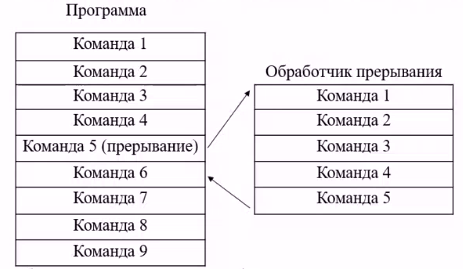 Программа
Команда 1
Команда 2
Команда 3
Команда 4
Команда 5 (прерывание)
Команда 6
Команда 7
Команда 8
Команда 9
Обработчик прерывания
Команда 1
Команда 2
Команда 3
Команда 4
Команда 5